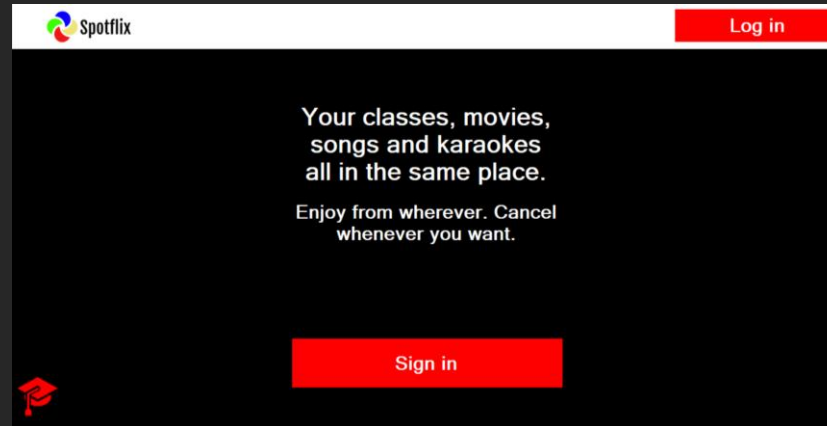 Spotflix
Log in
Your classes, movies,
songs and karaokes
all in the same place.
Enjoy from wherever. Cancel
whenever you want.
Sign in